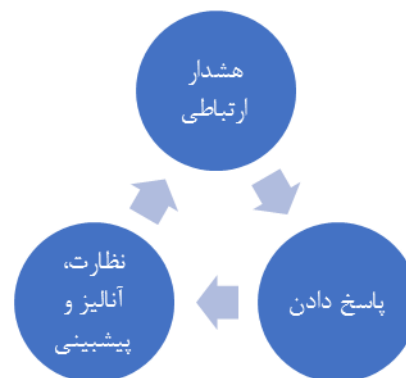 هشدار
ارتباطی
پاسخ دادن
نظارت،
آنالیز و
پیشبینی